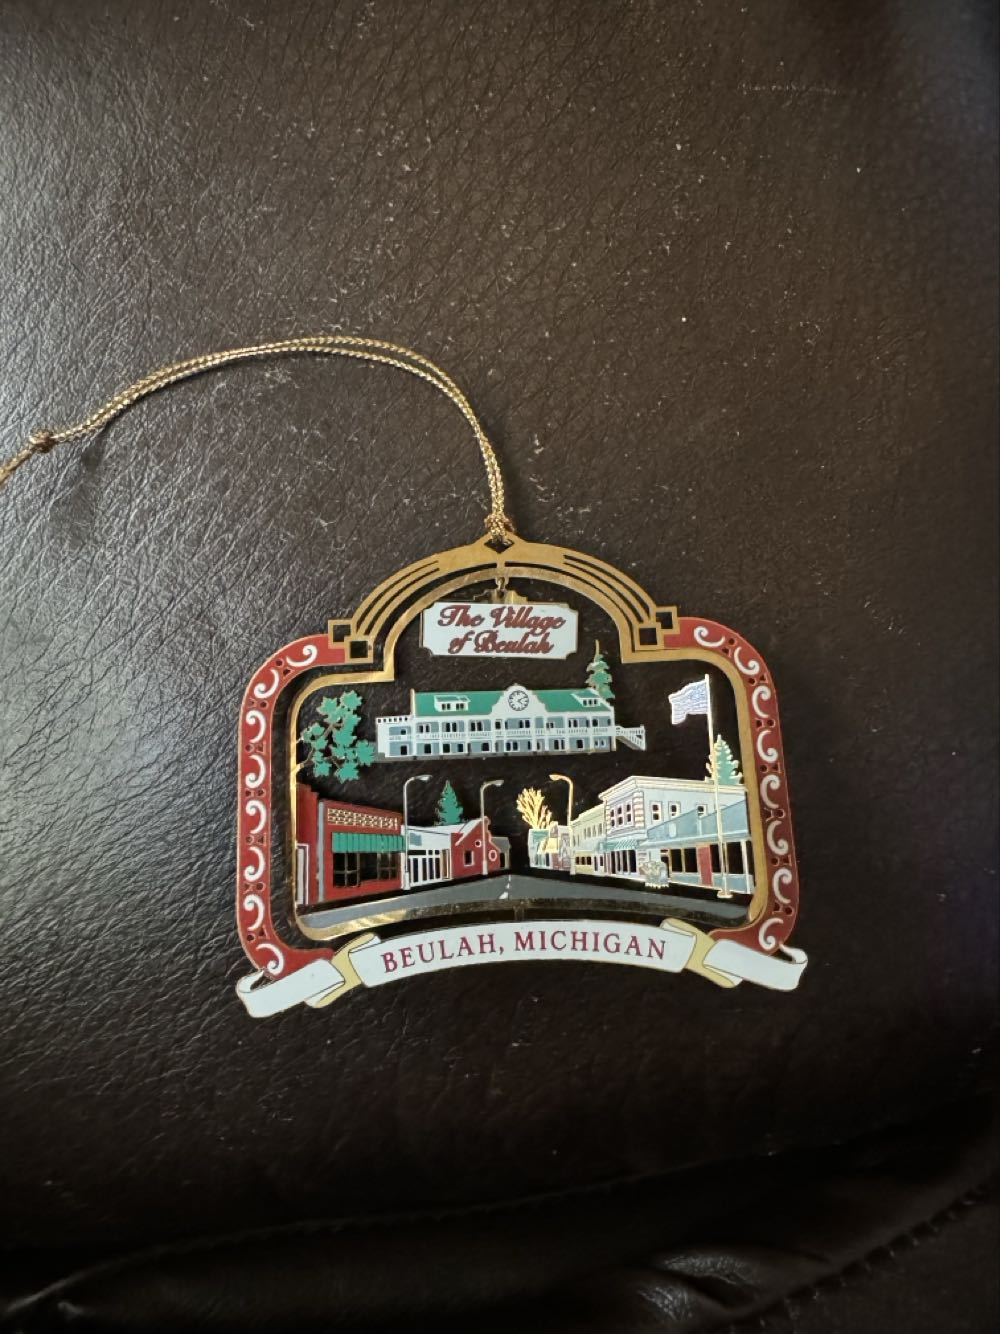 The Village
of Beulah
BEULAH, MICHIGAN